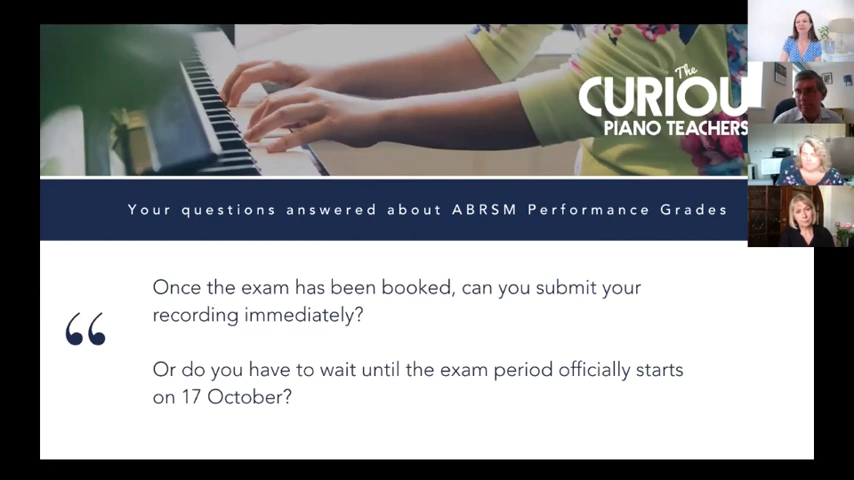 The
CURIOU
PIANO TEACHERS
Your questions answered about ABRSM Performance Grades
“
Once the exam has been booked, can you submit your
recording immediately?
Or do you have to wait until the exam period officially starts
on 17 October?